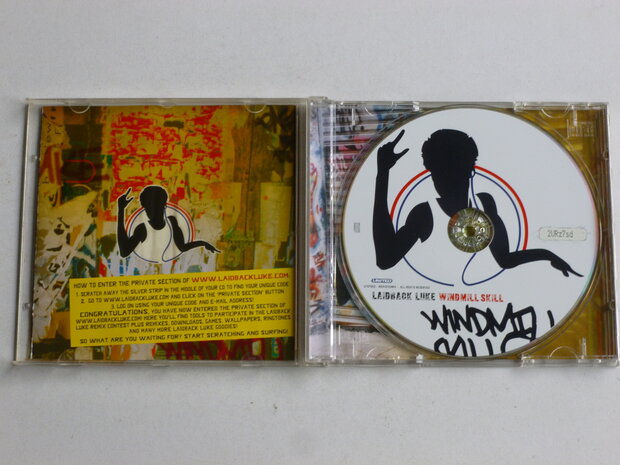 HOW TO ENTER THE PRIVATE SECTION OF WWW.LAIDBACKLUKE.COM
1. SCRATCH AWAY THE SILVER STRIP IN THE MIDDLE OF YOUR CD TO FIND YOUR UNIQUE CODE
2. GO TO WWW.LAIDBACKLUKE.COM AND CLICK ON THE 'PRIVATE SECTION' BUTTON.
3. LOG ON USING YOUR UNIQUE CODE AND E-MAIL ADDRESS!
CONGRATULATIONS, YOU HAVE NOW ENTERED THE PRIVATE SECTION OF
WWW.LAIDBACKLUKE.COM HERE YOU'LL FIND TOOLS TO PARTICIPATE IN THE LAIDBACK
LUKE REMIX CONTEST PLUS REMIXES, DOWNLOADS, GAMES, WALLPAPERS, RINGTONES
AND MANY MORE LAIDBACK LUKE GOODIES!
SO WHAT ARE YOU WAITING FOR? START SCRATCHING AND SURFING!
2URz7sd
LIMITED
ALL RIGHTS RESERVED
LAIDBACK LUKE WINDMILL SKILL
WINDMILL